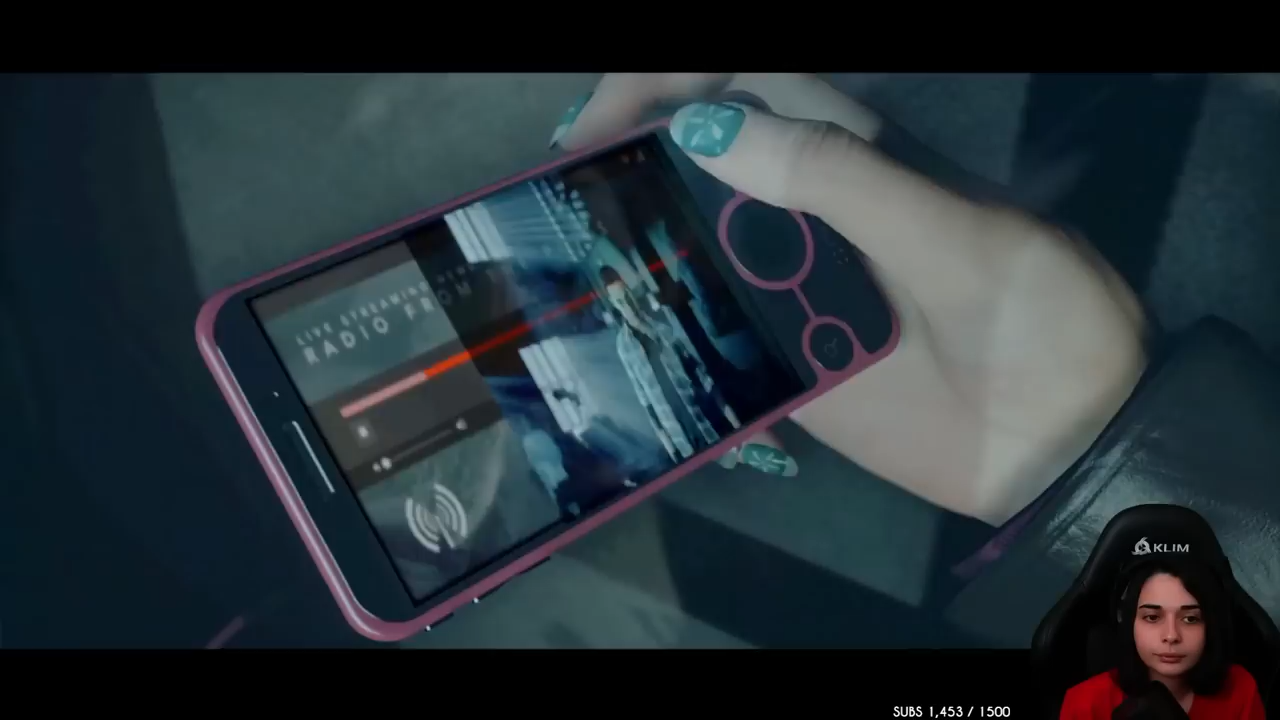 LIVE STREAMING
RADIO FROM
KLIM
SUBS 1,453 / 1500